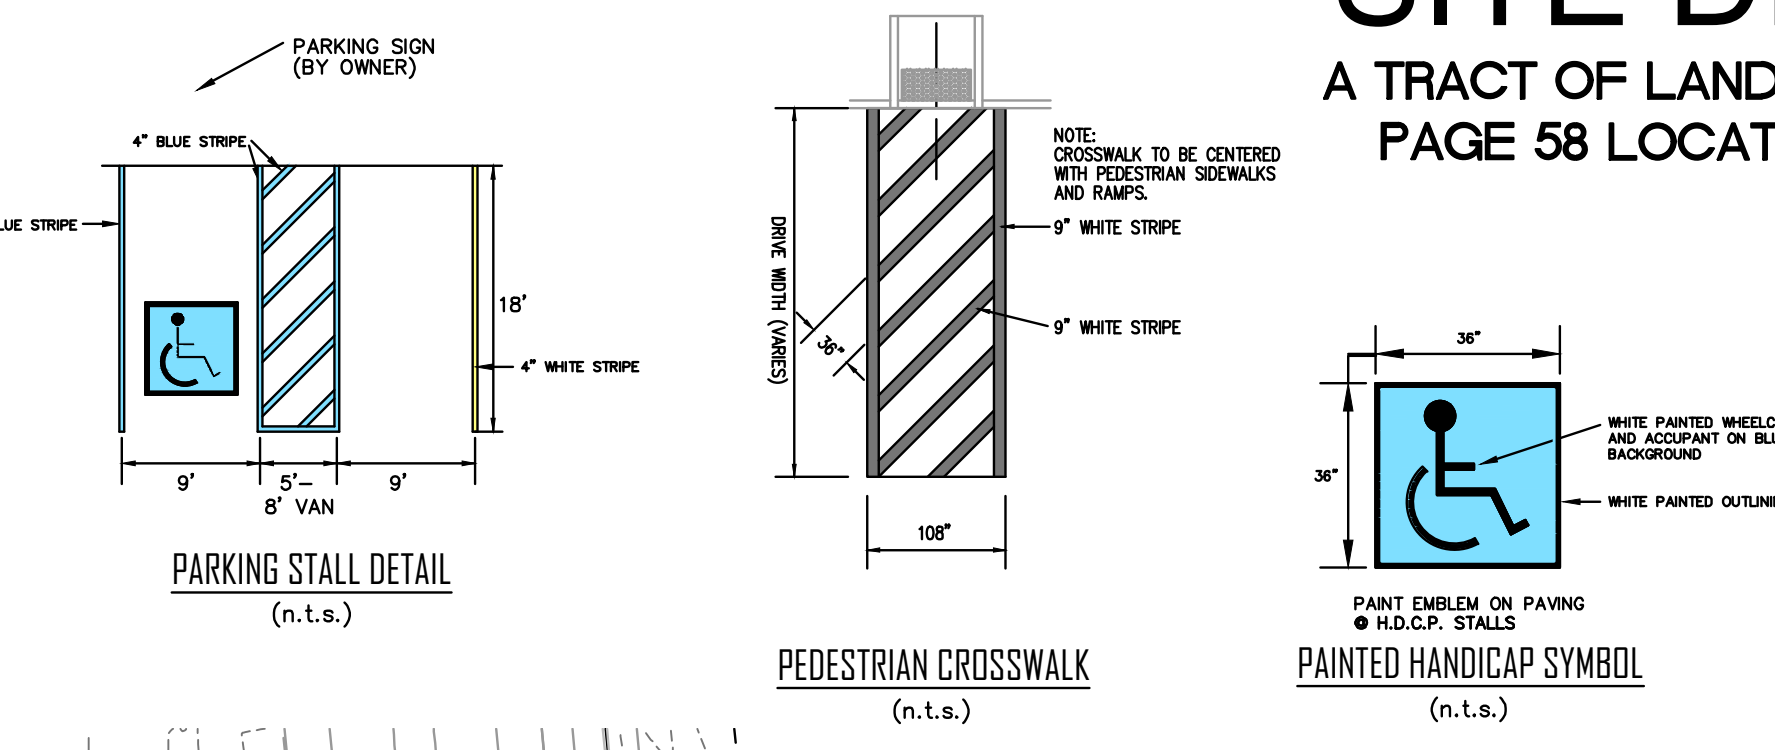 PARKING SIGN
(BY OWNER)
4" BLUE STRIPE
LUE STRIPE
18'
4" WHITE STRIPE
9'
5'–
8' VAN
9'
PARKING STALL DETAIL
(n.t.s.)
NOTE:
CROSSWALK TO BE CENTERED
WITH PEDESTRIAN SIDEWALKS
AND RAMPS.
9" WHITE STRIPE
DRIVE WIDTH (VARIES)
36"
9" WHITE STRIPE
108"
PEDESTRIAN CROSSWALK
(n.t.s.)
A TRACT OF LAND
PAGE 58 LOCAT
36"
36"
WHITE PAINTED WHEELC
AND ACCUPANT ON BLU
BACKGROUND
WHITE PAINTED OUTLININ
PAINT EMBLEM ON PAVING
@ H.D.C.P. STALLS
PAINTED HANDICAP SYMBOL
(n.t.s.)